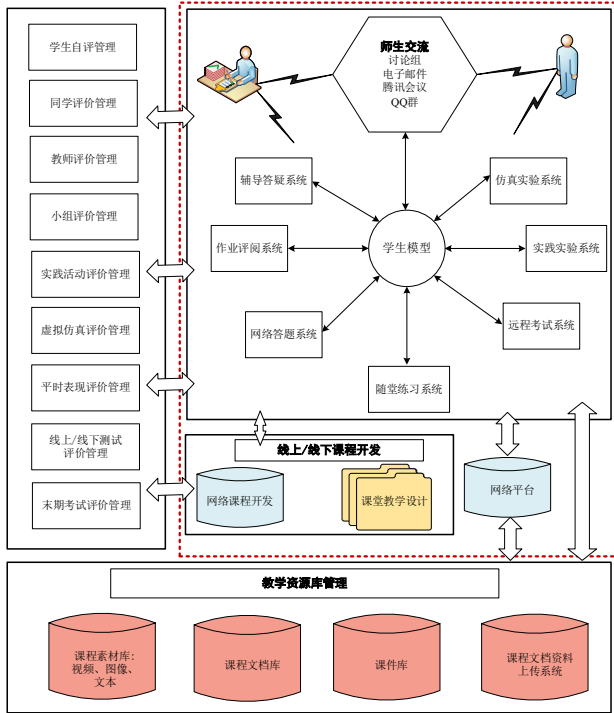 学生自评管理
同学评价管理
教师评价管理
小组评价管理
实践活动评价管理
虚拟仿真评价管理
平时表现评价管理
线上/线下测试
评价管理
末期考试评价管理
师生交流
讨论组
电子邮件
腾讯会议
QQ群
辅导答疑系统
仿真实验系统
作业评阅系统
学生模型
实践实验系统
网络答题系统
远程考试系统
随堂练习系统
线上/线下课程开发
网络课程开发
课堂教学设计
网络平台
教学资源库管理
课程素材库:
视频、图像、
文本
课程文档库
课件库
课程文档资料
上传系统